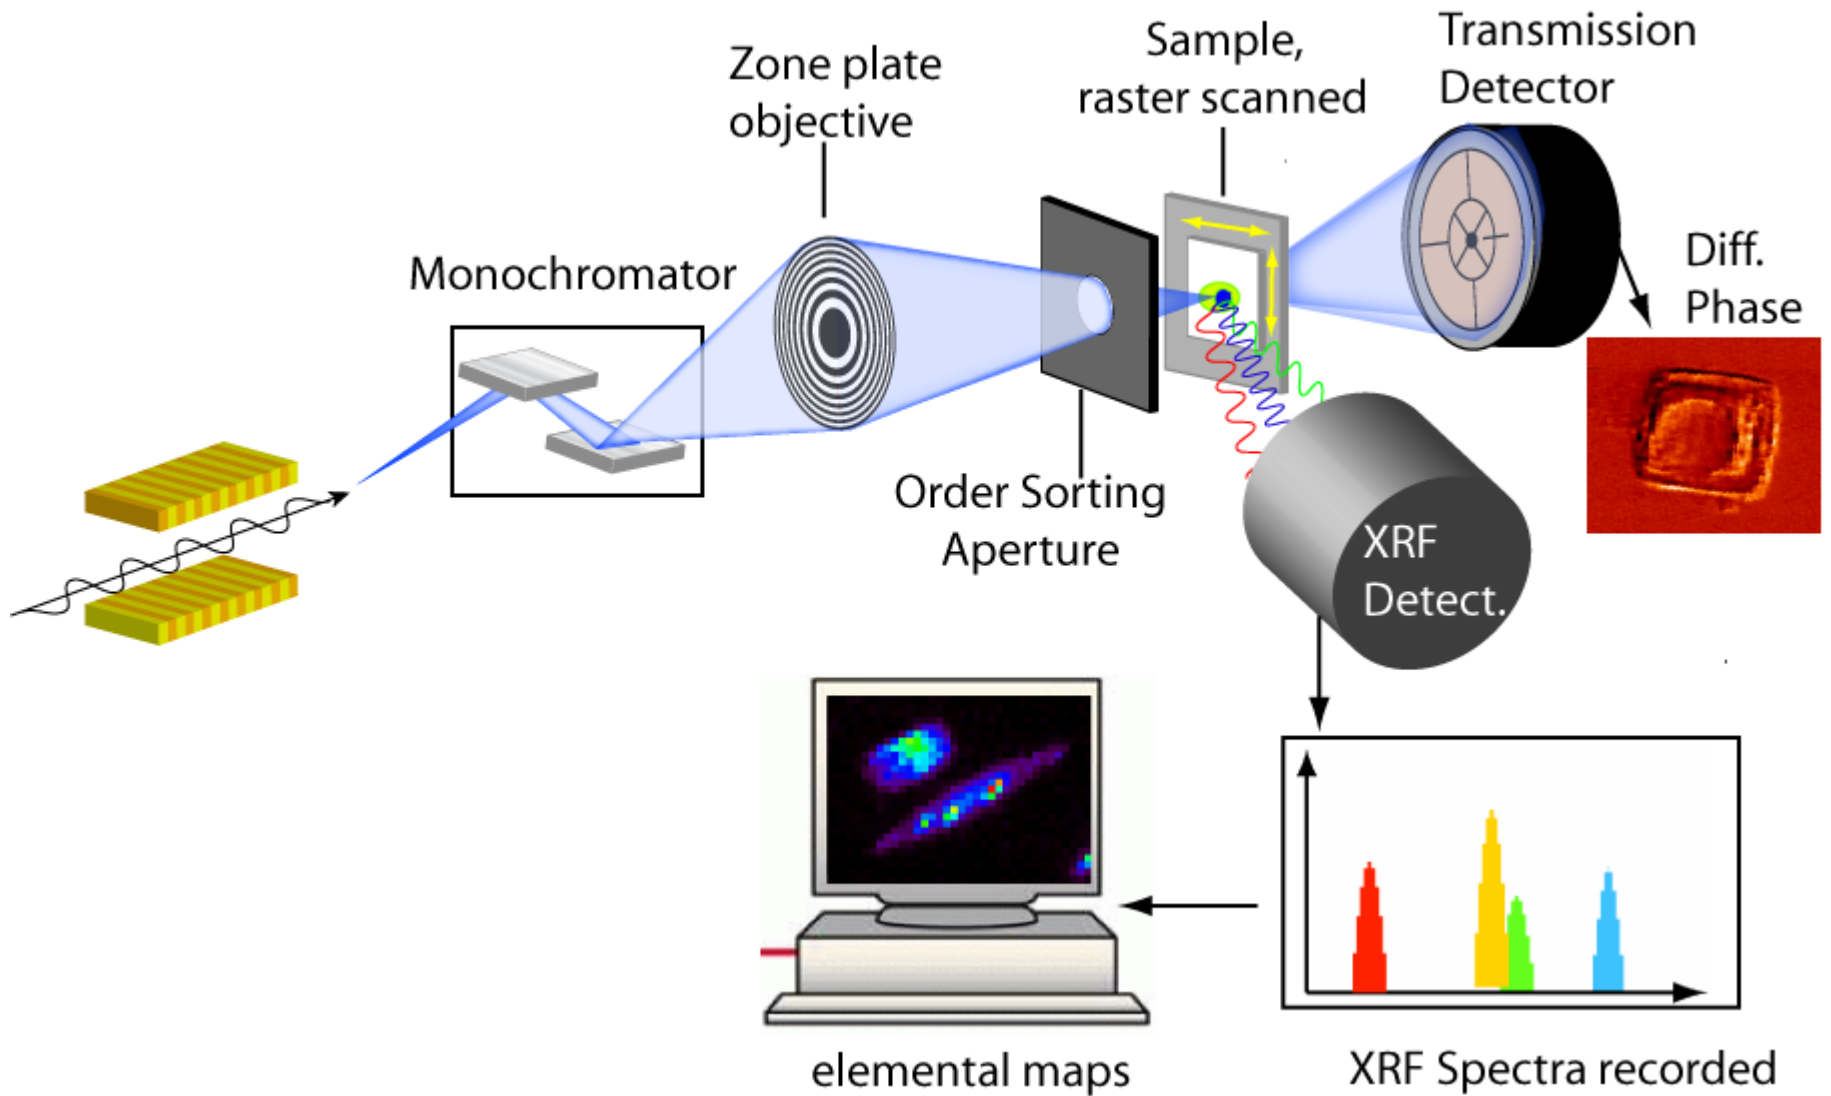 Zone plate
objective
Sample,
raster scanned
Transmission
Detector
Monochromator
Diff.
Phase
Order Sorting
Aperture
XRF
Detect.
elemental maps
XRF Spectra recorded